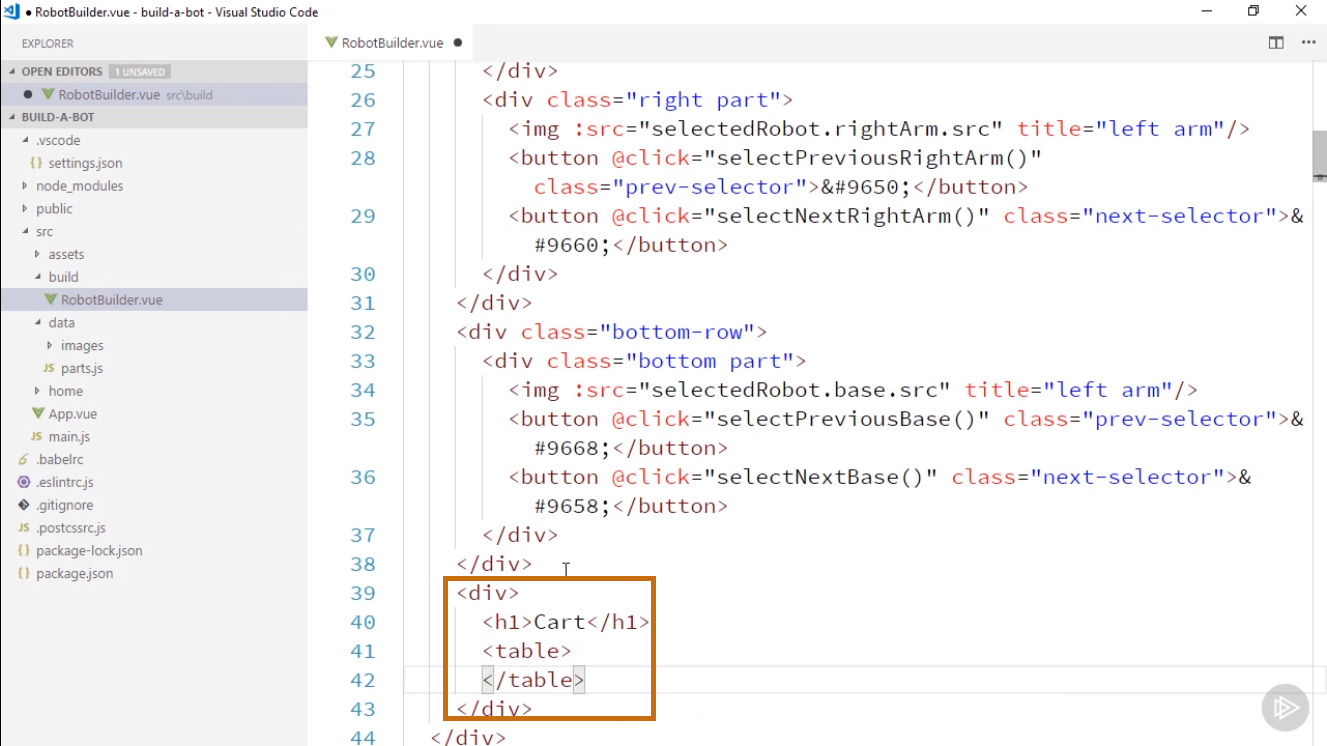 RobotBuilder.vue - build-a-bot - Visual Studio Code
EXPLORER
RobotBuilder.vue
OPEN EDITORS 1 UNSAVED
RobotBuilder.vue src\build
BUILD-A-BOT
.vscode
{} settings.json
node_modules
public
src
assets
build
RobotBuilder.vue
data
images
JS parts.js
home
App.vue
JS main.js
.babelrc
.eslintrc.js
.gitignore
JS .postcssrc.js
{} package-lock.json
{} package.json
25 </div>
26 <div class="right part">
27 <img :src="selectedRobot.rightArm.src" title="left arm"/>
28 <button @click="selectPreviousRightArm()"
class="prev-selector">&#9650;</button>
29 <button @click="selectNextRightArm()" class="next-selector">&
#9660;</button>
30 </div>
31 </div>
32 <div class="bottom-row">
33 <div class="bottom part">
34 <img :src="selectedRobot.base.src" title="left arm"/>
35 <button @click="selectPreviousBase()" class="prev-selector">&
#9668;</button>
36 <button @click="selectNextBase()" class="next-selector">&
#9658;</button>
37 </div>
38 </div>
39 <div>
40 <h1>Cart</h1>
41 <table>
42 </table>
43 </div>
44 </div>